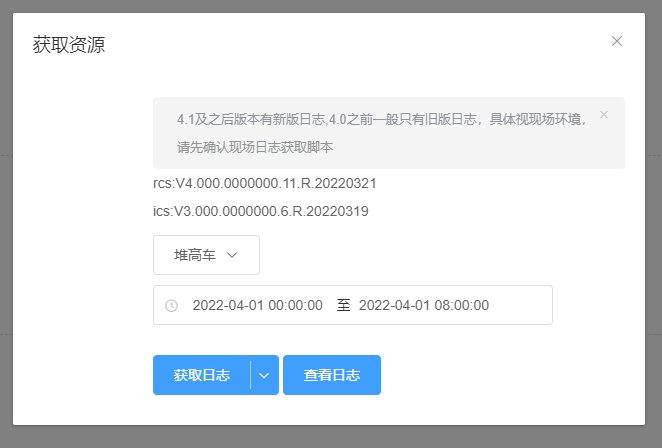 获取资源
4.1及之后版本有新版日志,4.0之前一般只有旧版日志，具体视现场环境，
请先确认现场日志获取脚本
rcs:V4.000.0000000.11.R.20220321
ics:V3.000.0000000.6.R.20220319
堆高车
2022-04-01 00:00:00 至 2022-04-01 08:00:00
获取日志 查看日志